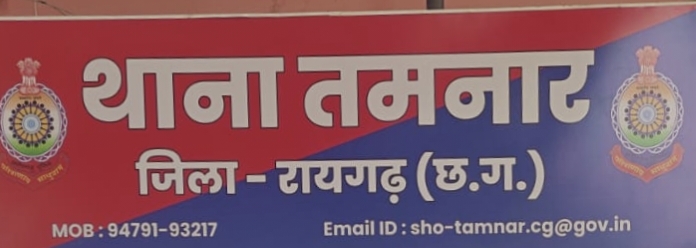 थाना तमनार
जिला - रायगढ़ (छ.ग.)
MOB : 94791-93217 Email ID : sho-tamnar.cg@gov.in